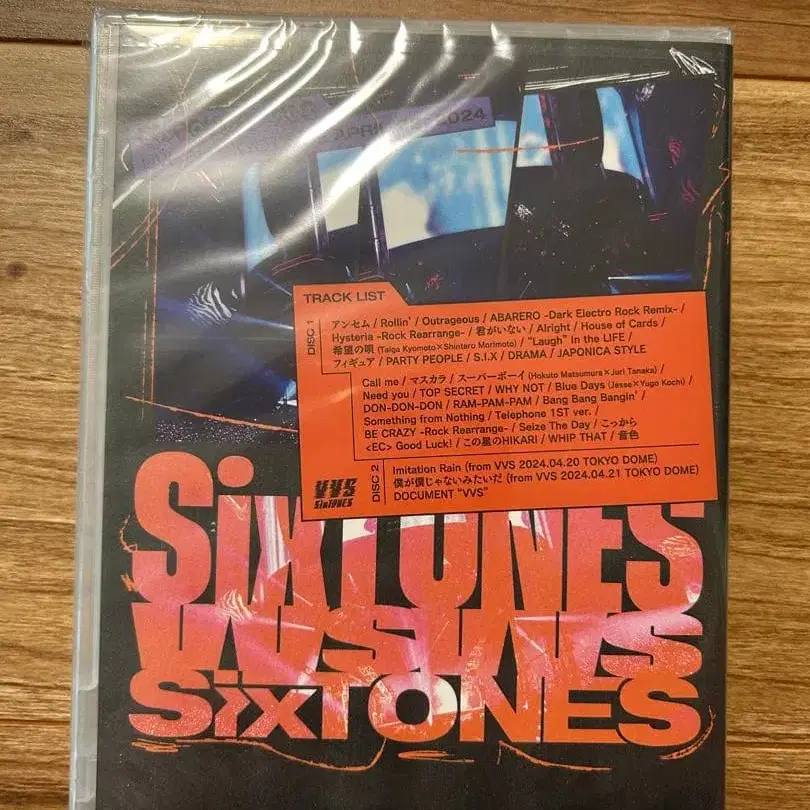 APRIL 2024
TRACK LIST
DISC 1
アンセム / Rollin' / Outrageous / ABARERO -Dark Electro Rock Remix- /
Hysteria -Rock Rearrange- / 君がいない / Alright / House of Cards /
希望の唄 (Taiga Kyomoto×Shintaro Morimoto) / "Laugh" in the LIFE /
フィギュア / PARTY PEOPLE / S.I.X / DRAMA / JAPONICA STYLE
Call me / マスカラ / スーパーボーイ (Hokuto Matsumura×Juri Tanaka) /
Need you / TOP SECRET / WHY NOT / Blue Days (Jesse×Yugo Kochi) /
DON-DON-DON / RAM-PAM-PAM / Bang Bang Bangin' /
Something from Nothing / Telephone 1ST ver. /
BE CRAZY -Rock Rearrange- / Seize The Day / こっから
<EC> Good Luck! / この星のHIKARI / WHIP THAT / 音色
VVS
SixTONES
DISC 2
Imitation Rain (from VVS 2024.04.20 TOKYO DOME)
僕が僕じゃないみたいだ (from VVS 2024.04.21 TOKYO DOME)
DOCUMENT "VVS"
SixTONES
SixTONES